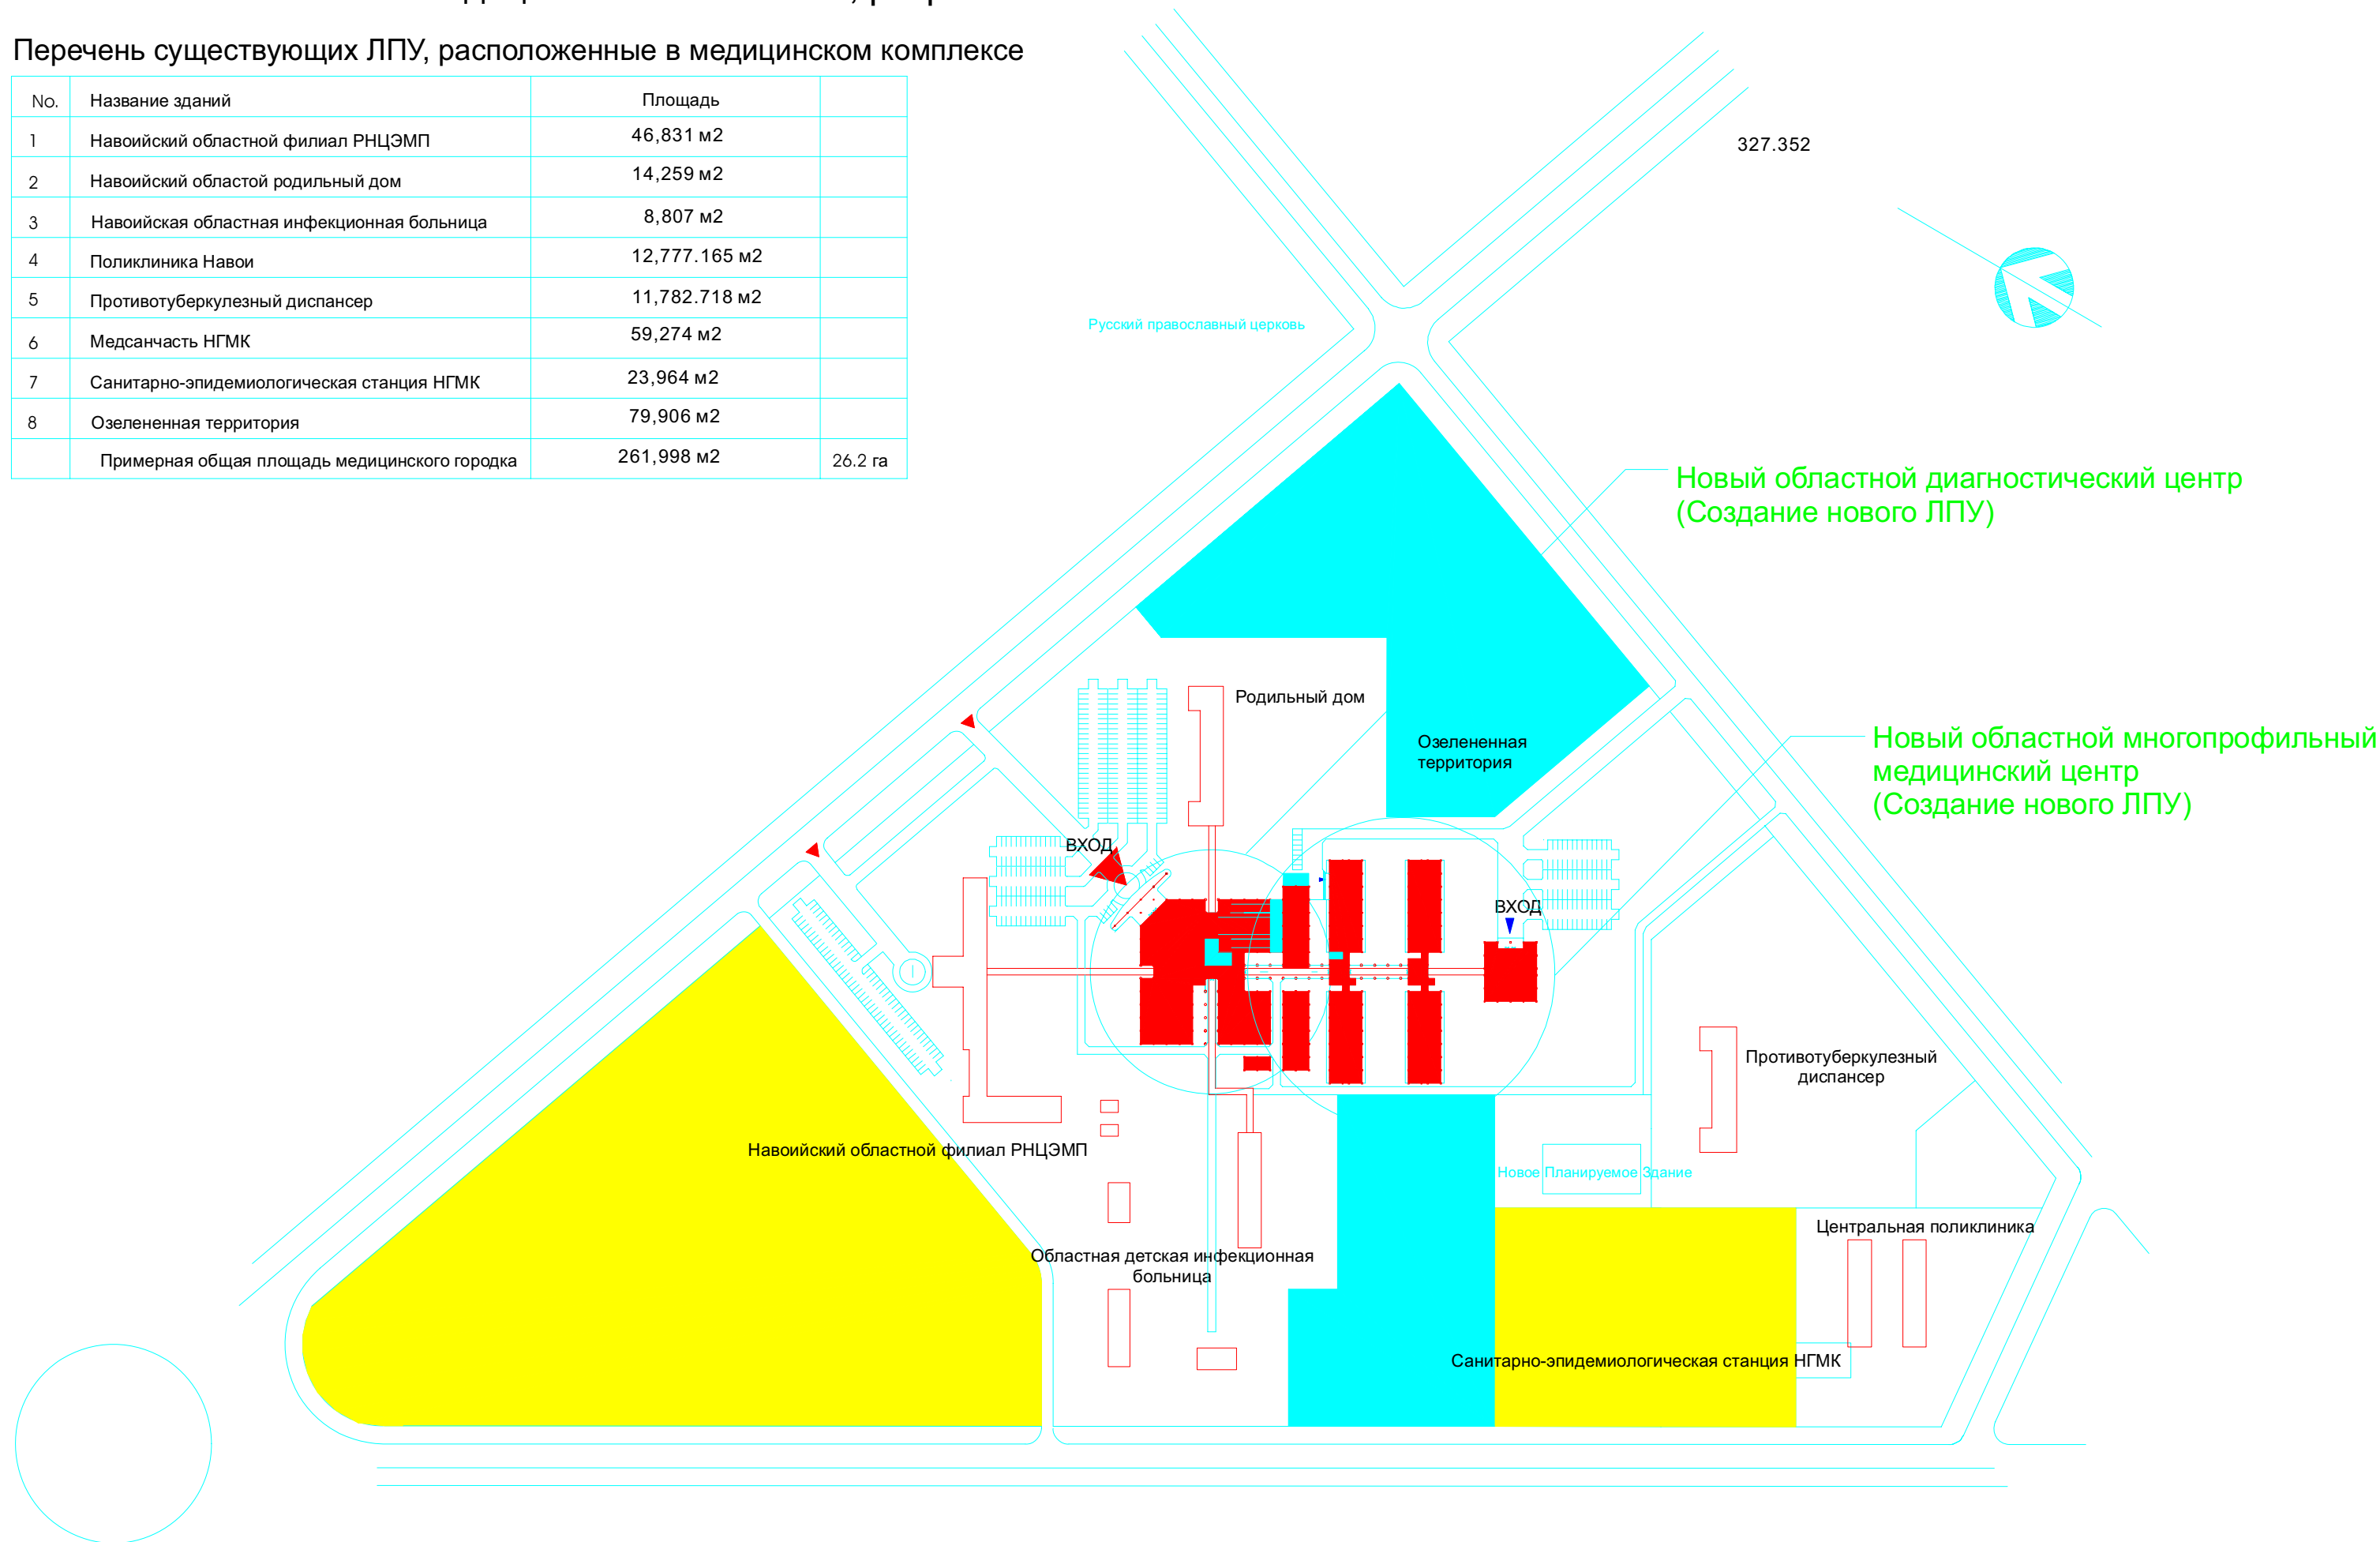 Перечень существующих ЛПУ, расположенные в медицинском комплексе
No. Название зданий Площадь
1 Навоийский областной филиал РНЦЭМП 46,831 м2
2 Навоийский областой родильный дом 14,259 м2
3 Навоийская областная инфекционная больница 8,807 м2
4 Поликлиника Навои 12,777.165 м2
5 Противотуберкулезный диспансер 11,782.718 м2
6 Медсанчасть НГМК 59,274 м2
7 Санитарно-эпидемиологическая станция НГМК 23,964 м2
8 Озелененная территория 79,906 м2
Примерная общая площадь медицинского городка 261,998 м2 26.2 га
327.352
Русский православный церковь
Новый областной диагностический центр
(Создание нового ЛПУ)
Родильный дом
Озелененная
территория
Новый областной многопрофильный
медицинский центр
(Создание нового ЛПУ)
ВХОД
ВХОД
Противотуберкулезный
диспансер
Навоийский областной филиал РНЦЭМП
Новое Планируемое Здание
Центральная поликлиника
Областная детская инфекционная
больница
Санитарно-эпидемиологическая станция НГМК